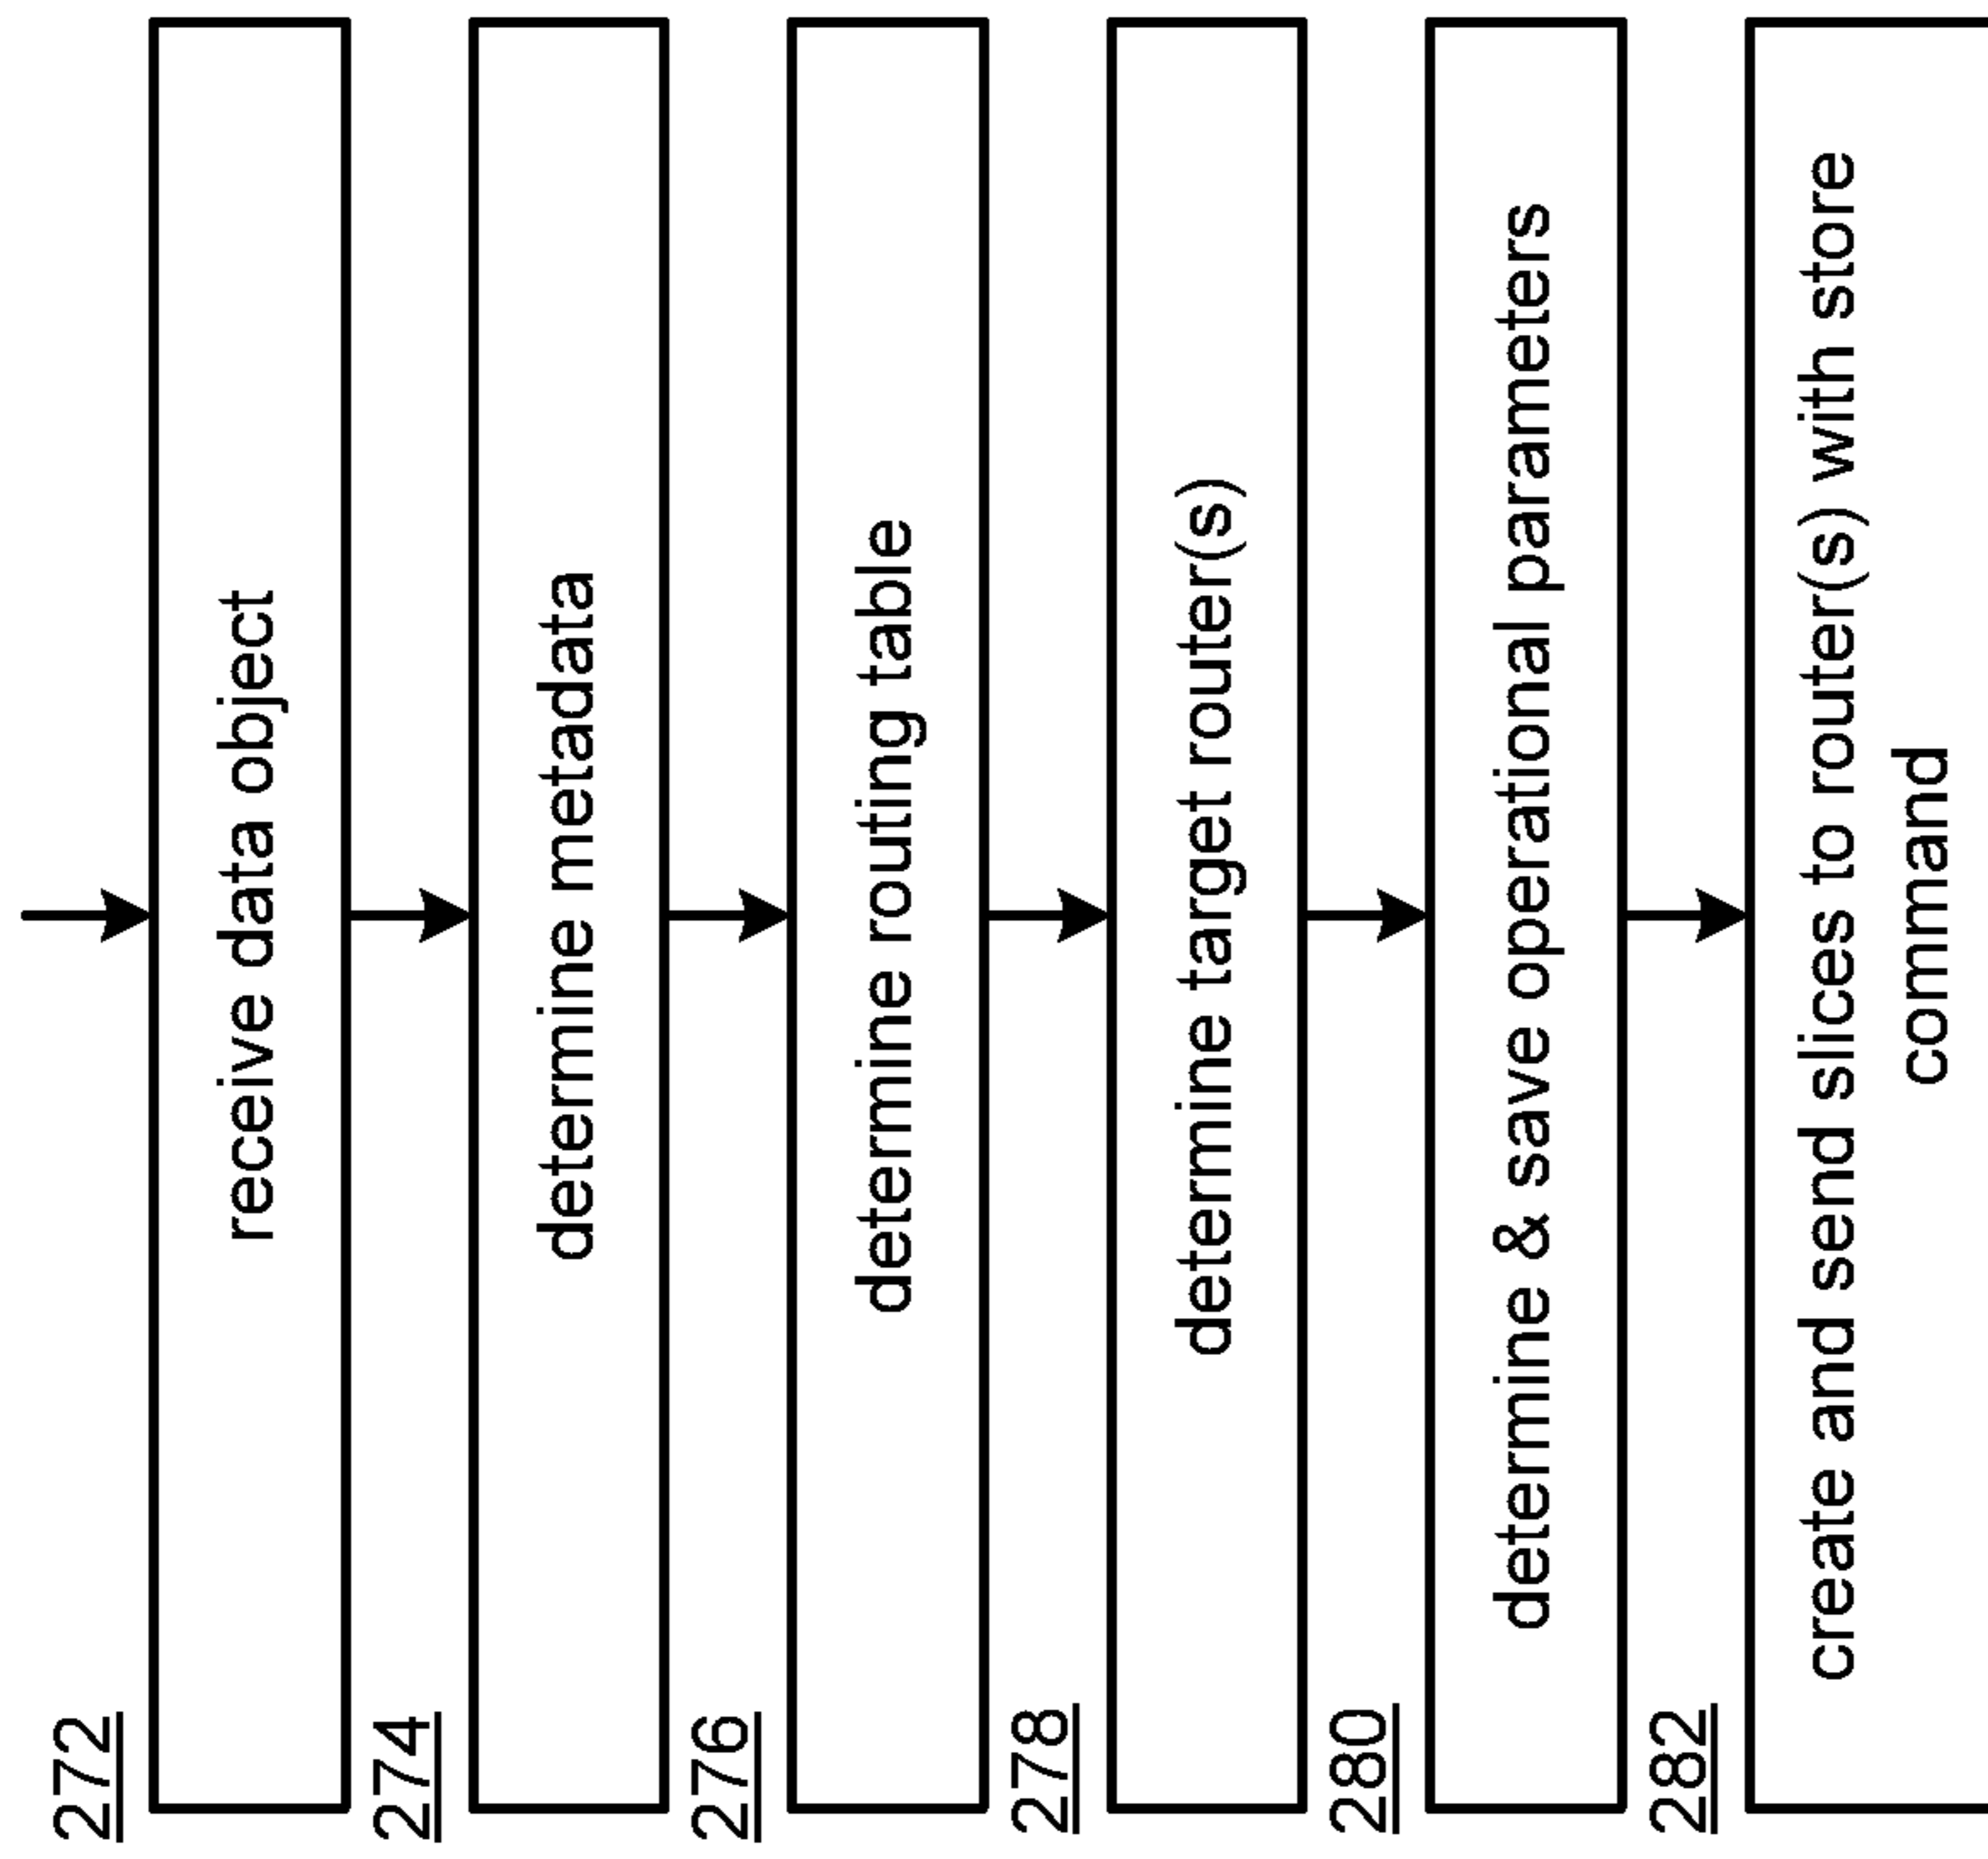 272
receive data object
274
determine metadata
276
determine routing table
278
determine target router(s)
280
determine & save operational parameters
282
create and send slices to router(s) with store
command